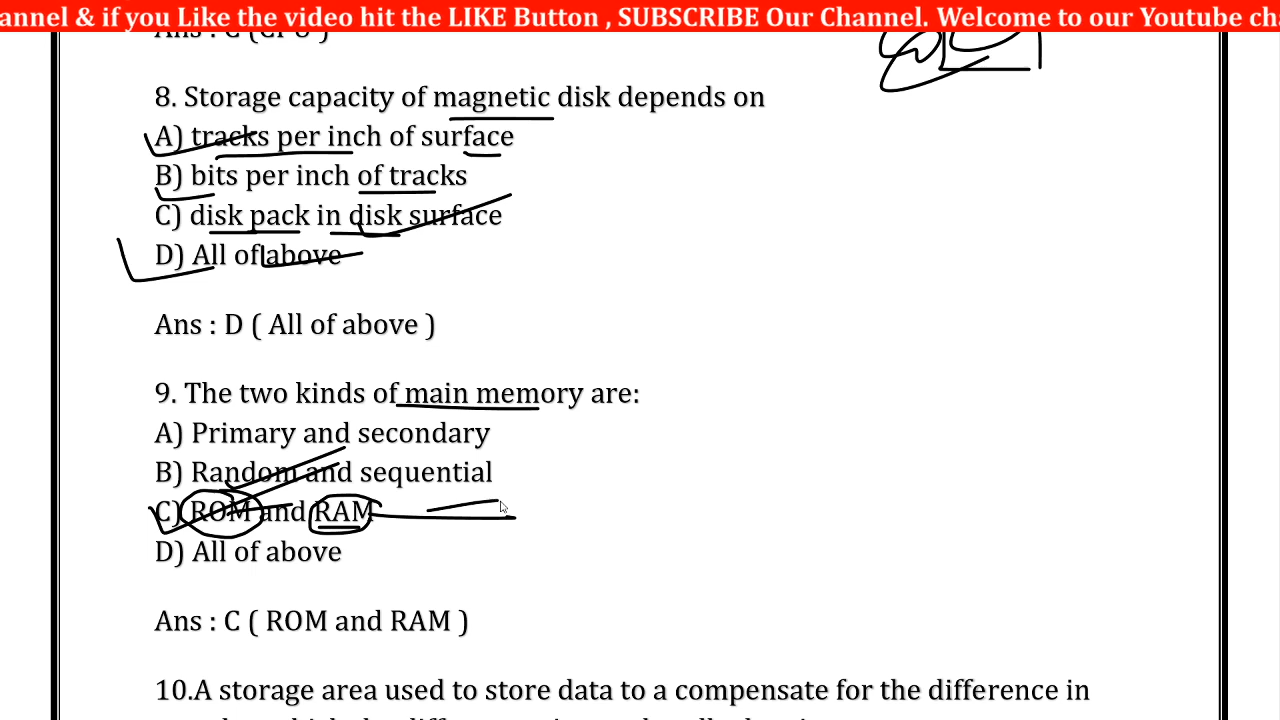 annel & if you Like the video hit the LIKE Button , SUBSCRIBE Our Channel. Welcome to our Youtube cha
Ans : C (CPU )
8. Storage capacity of magnetic disk depends on
A) tracks per inch of surface
B) bits per inch of tracks
C) disk pack in disk surface
D) All of above
Ans : D ( All of above )
9. The two kinds of main memory are:
A) Primary and secondary
B) Random and sequential
C) ROM and RAM
D) All of above
Ans : C ( ROM and RAM )
10.A storage area used to store data to a compensate for the difference in